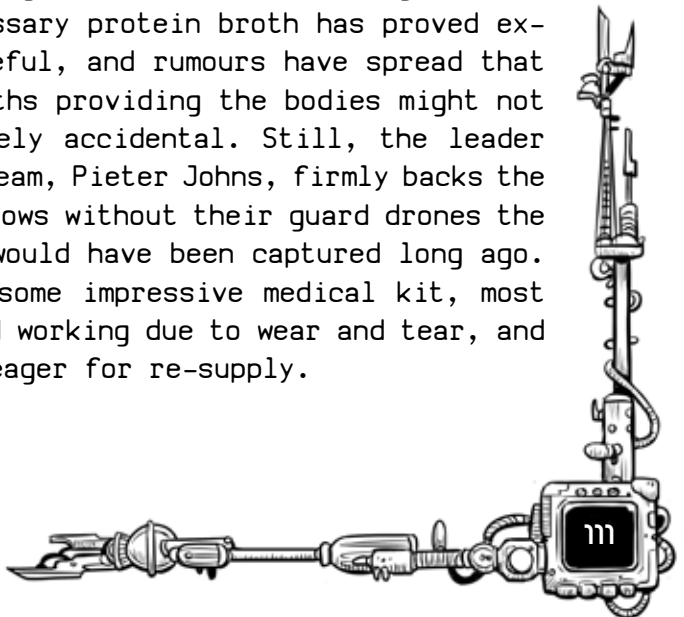 ssary protein broth has proved ex-
eful, and rumours have spread that
ths providing the bodies might not
ely accidental. Still, the leader
eam, Pieter Johns, firmly backs the
ows without their guard drones the
would have been captured long ago.
some impressive medical kit, most
working due to wear and tear, and
eager for re-supply.
111